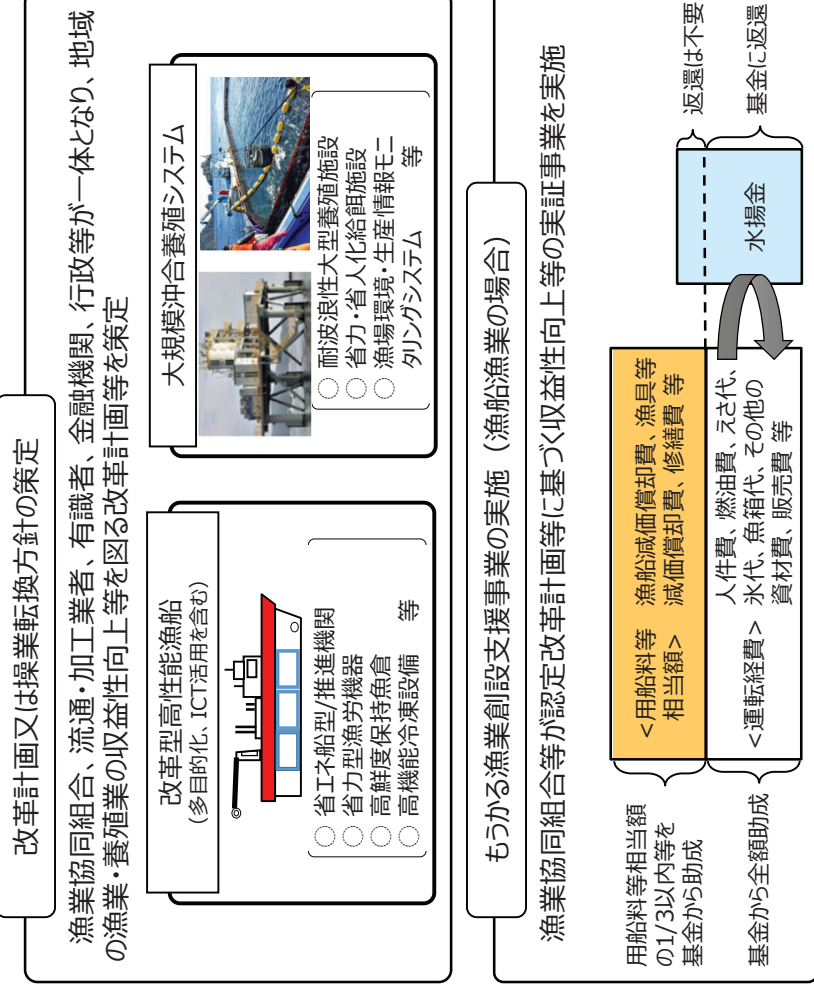 改革計画又は操業転換方針の策定
漁業協同組合、流通・加工業者、有識者、金融機関、行政等が一体となり、地域
の漁業・養殖業の収益性向上等を図る改革計画等を策定
改革型高性能漁船
(多目的化、ICT活用を含む)
○ 省エネ船型/推進機関
○ 省力型漁労機器
○ 高鮮度保持魚倉
○ 高機能冷凍設備 等
大規模沖合養殖システム
○ 耐波浪性大型養殖施設
○ 省力・省人化給餌施設
○ 漁場環境・生産情報モニ
タリングシステム 等
もうかる漁業創設支援事業の実施(漁船漁業の場合)
漁業協同組合等が認定改革計画等に基づく収益性向上等の実証事業を実施
用船料等相当額
の1/3以内等を
基金から助成
基金から全額助成
<用船料等
相当額>
漁船減価償却費、漁具等
減価償却費、修繕費 等
<運転経費>
人件費、燃油費、えさ代、
氷代、魚箱代、その他の
資材費、販売費 等
水揚金
返還は不要
基金に返還